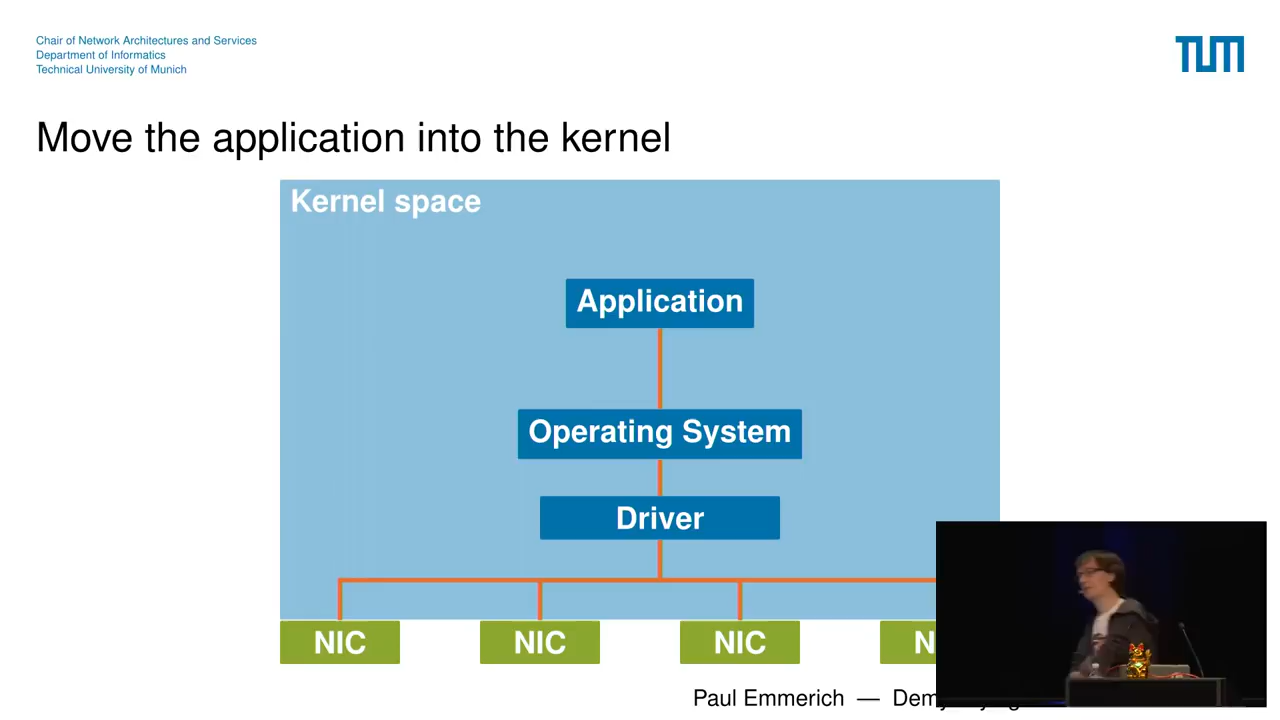 Chair of Network Architectures and Services
Department of Informatics
Technical University of Munich
TUM
Move the application into the kernel
Kernel space
Application
Operating System
Driver
NIC
NIC
NIC
Paul Emmerich —